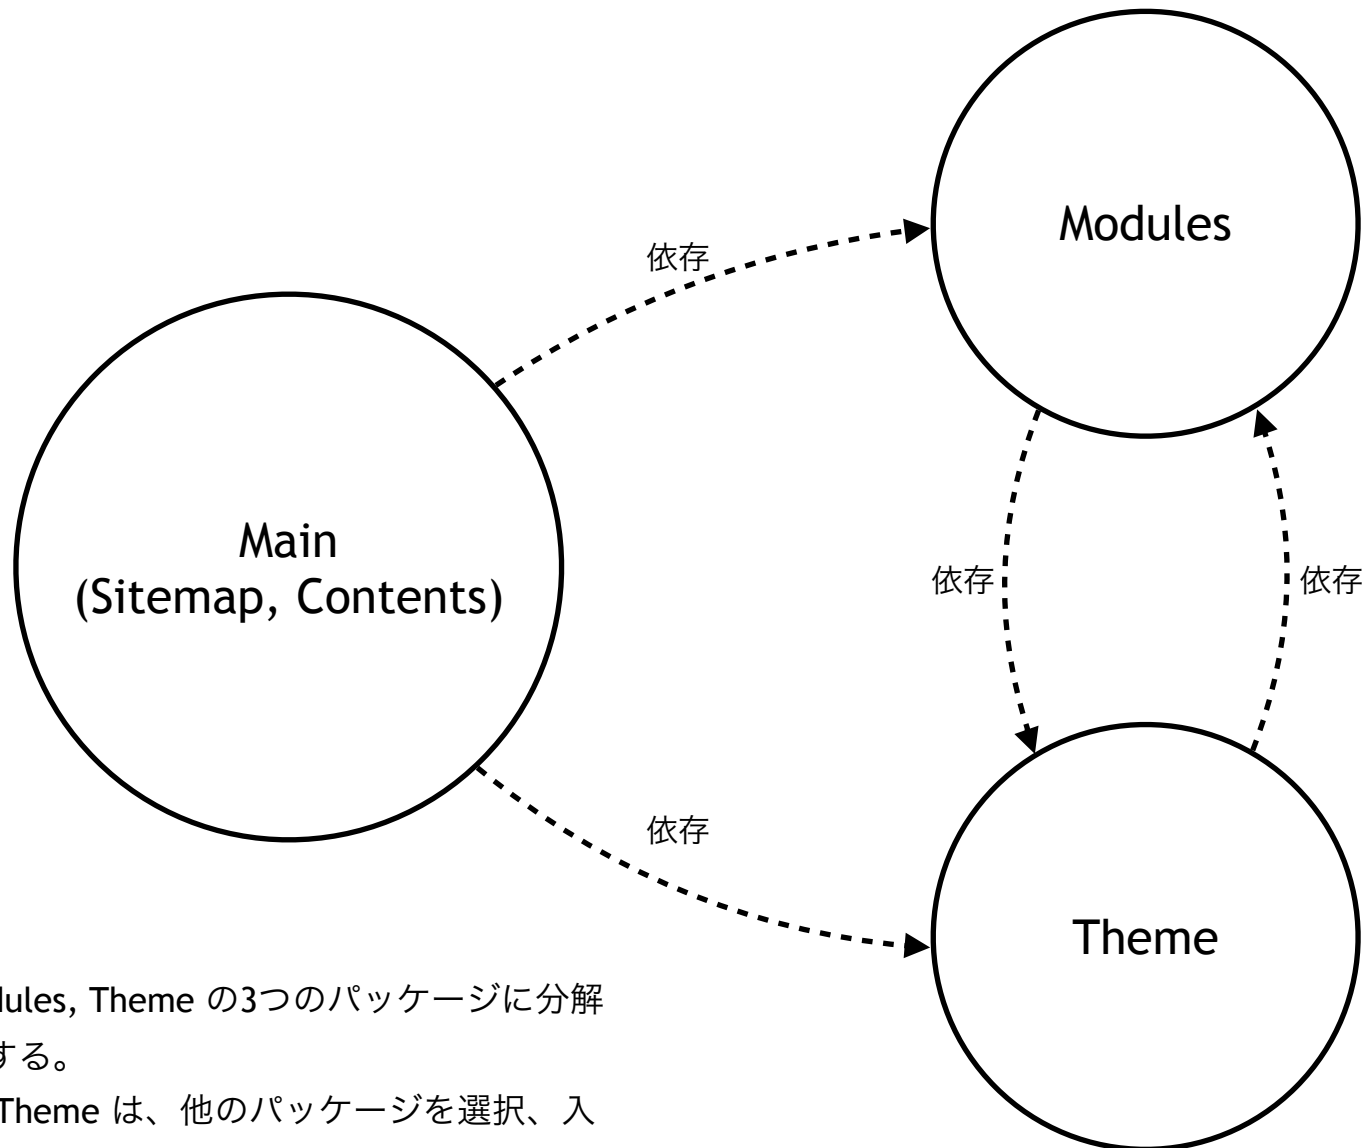 Modules
依存
Main
(Sitemap, Contents)
依存
依存
依存
Theme
Theme の3つのパッケージに分解
する。
Theme は、他のパッケージを選択、入